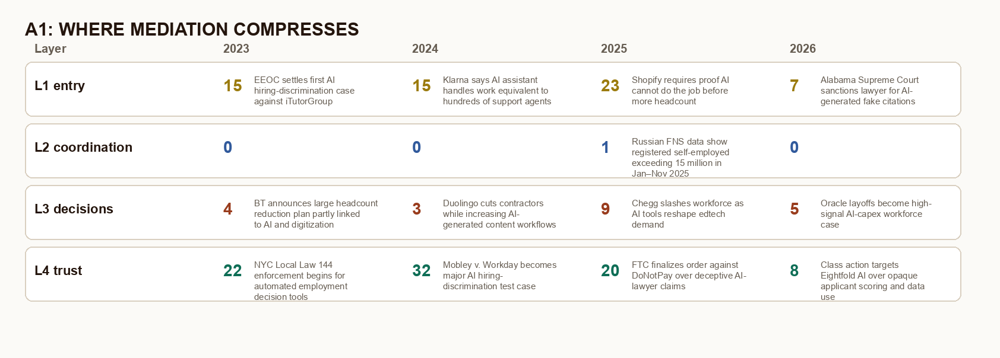 A1: WHERE MEDIATION COMPRESSES
Layer 2023 2024 2025 2026
L1 entry
15
EEOC settles first AI
hiring-discrimination case
against iTutorGroup
15
Klarna says AI assistant
handles work equivalent to
hundreds of support agents
23
Shopify requires proof AI
cannot do the job before
more headcount
7
Alabama Supreme Court
sanctions lawyer for AI-
generated fake citations
L2 coordination
0
0
1
Russian FNS data show
registered self-employed
exceeding 15 million in
Jan–Nov 2025
0
L3 decisions
4
BT announces large headcount
reduction plan partly linked
to AI and digitization
3
Duolingo cuts contractors
while increasing AI-
generated content workflows
9
Chegg slashes workforce as
AI tools reshape edtech
demand
5
Oracle layoffs become high-
signal AI-capex workforce
case
L4 trust
22
NYC Local Law 144
enforcement begins for
automated employment
decision tools
32
Mobley v. Workday becomes
major AI hiring-
discrimination test case
20
FTC finalizes order against
DoNotPay over deceptive AI-
lawyer claims
8
Class action targets
Eightfold AI over opaque
applicant scoring and data
use